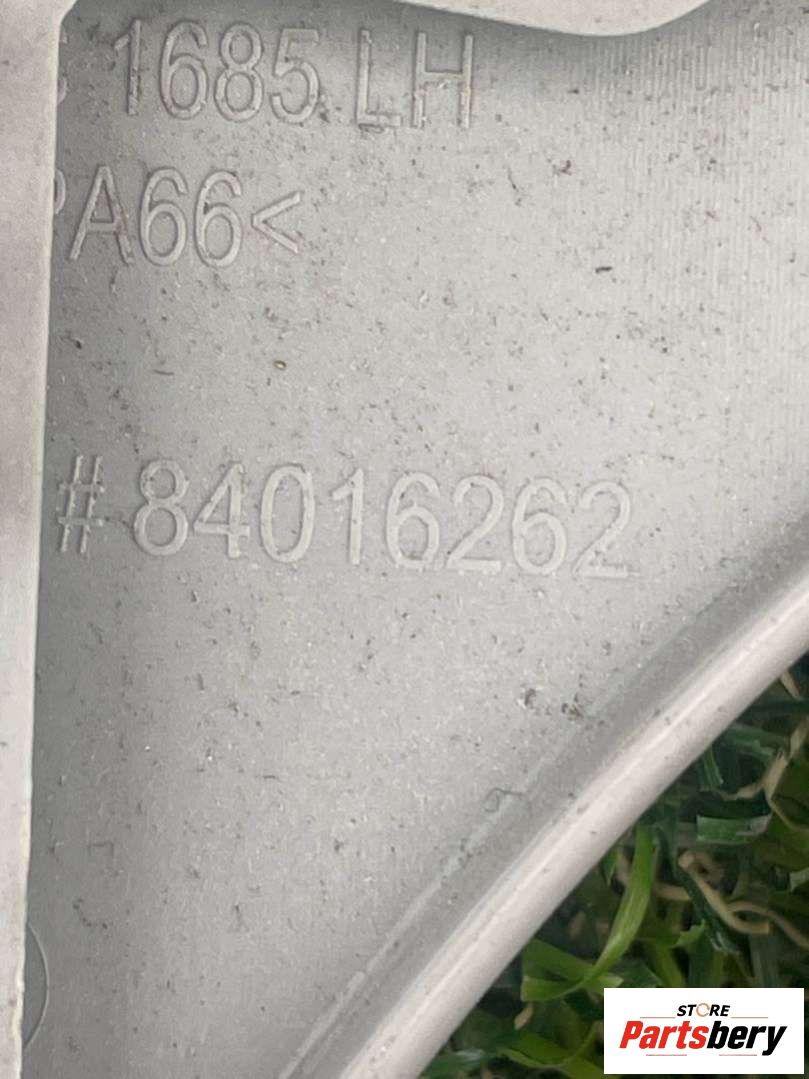 1685 LH
PA66<
# 84016262
STORE
Partsbery